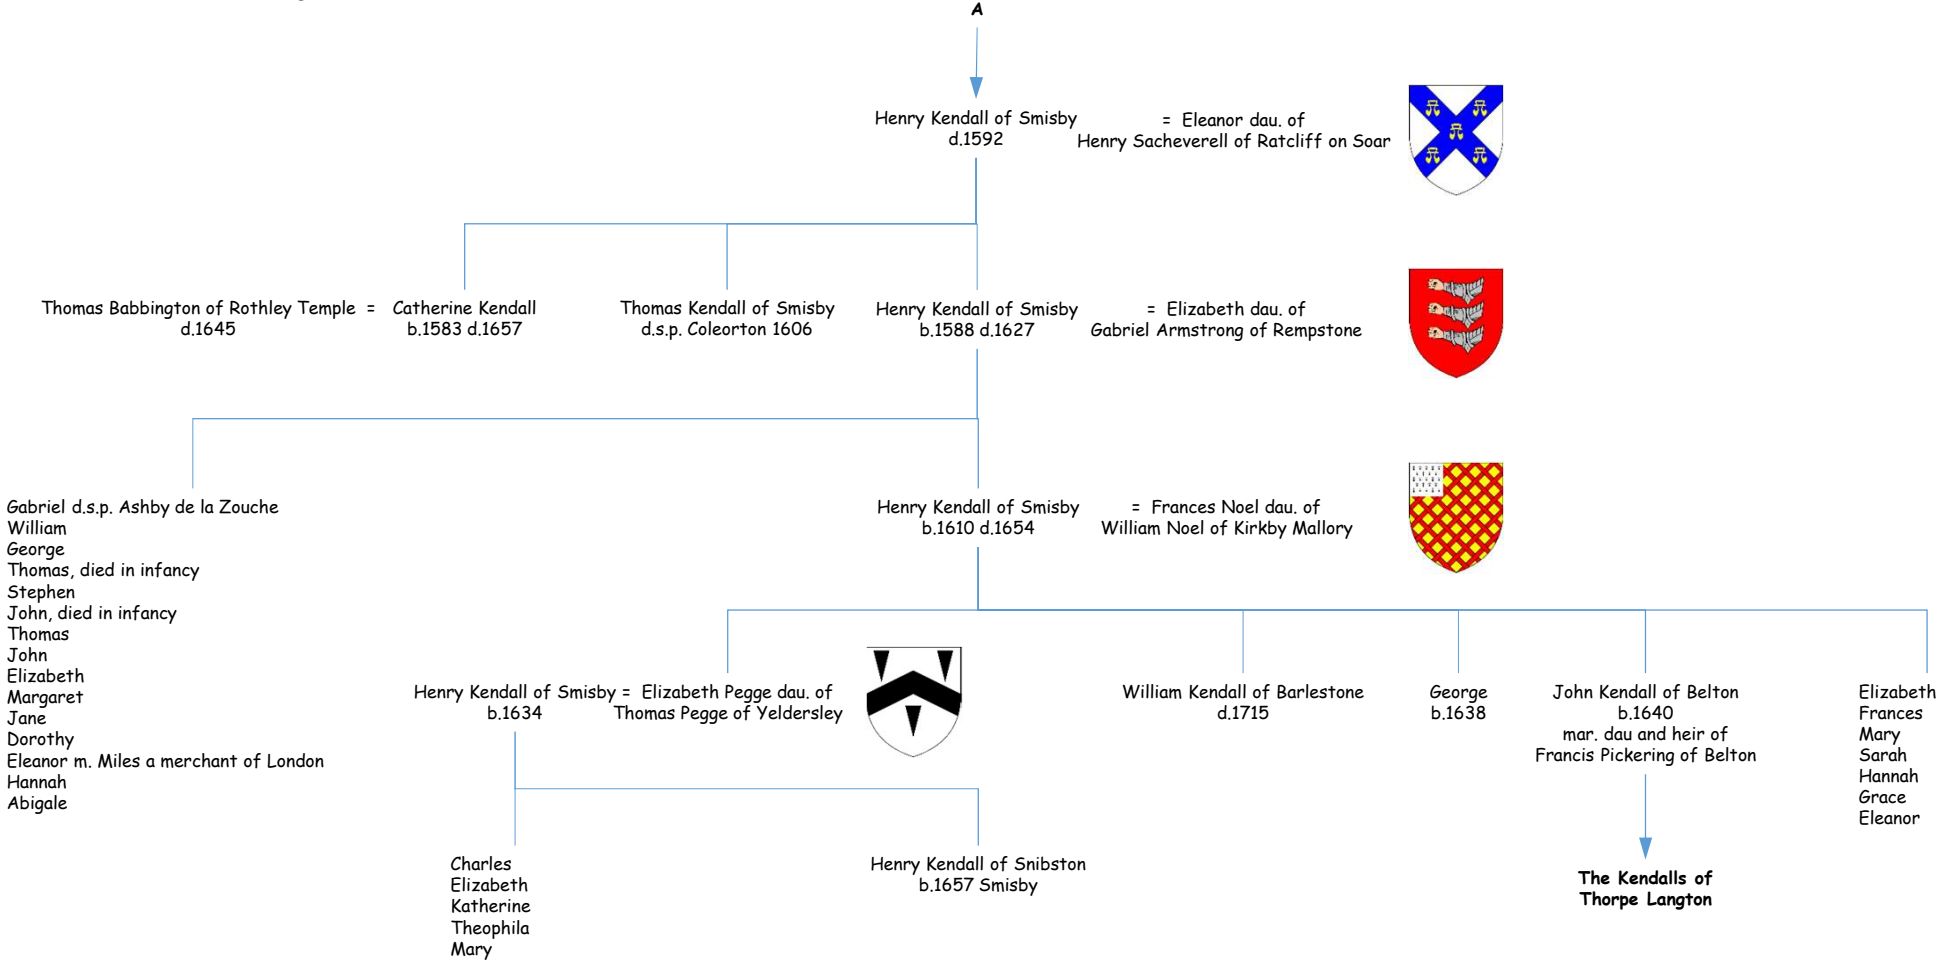 A
Henry Kendall of Smisby
d.1592
= Eleanor dau. of
Henry Sacheverell of Ratcliff on Soar
Thomas Babbington of Rothley Temple =
d.1645
Catherine Kendall
b.1583 d.1657
Thomas Kendall of Smisby
d.s.p. Coleorton 1606
Henry Kendall of Smisby
b.1588 d.1627
= Elizabeth dau. of
Gabriel Armstrong of Rempstone
Gabriel d.s.p. Ashby de la Zouche
William
George
Thomas, died in infancy
Stephen
John, died in infancy
Thomas
John
Elizabeth
Margaret
Jane
Dorothy
Eleanor m. Miles a merchant of London
Hannah
Abigale
Henry Kendall of Smisby
b.1610 d.1654
= Frances Noel dau. of
William Noel of Kirkby Mallory
Henry Kendall of Smisby =
b.1634
Elizabeth Pegge dau. of
Thomas Pegge of Yeldersley
William Kendall of Barlestone
d.1715
George
b.1638
John Kendall of Belton
b.1640
mar. dau and heir of
Francis Pickering of Belton
Elizabeth
Frances
Mary
Sarah
Hannah
Grace
Eleanor
Charles
Elizabeth
Katherine
Theophila
Mary
Henry Kendall of Snibston
b.1657 Smisby
The Kendalls of
Thorpe Langton